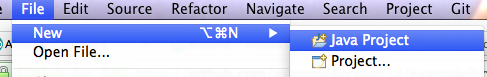 File Edit Source Refactor Navigate Search Project Git
New ⌥⌘N Java Project
Open File... Project...